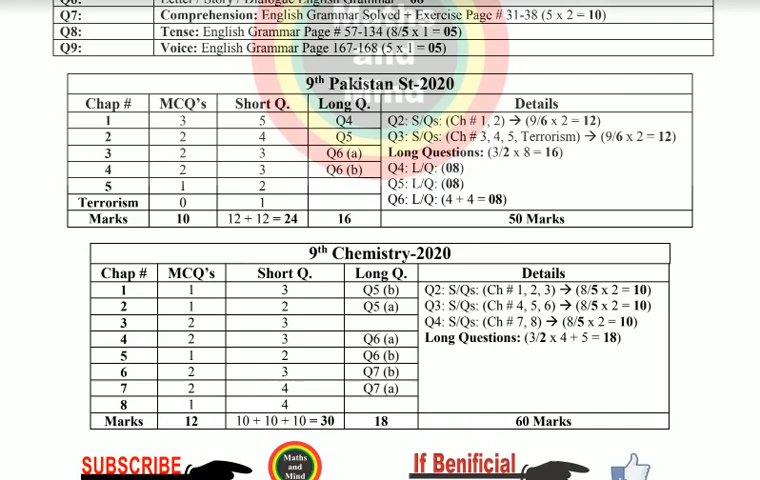 Q7: Comprehension: English Grammar Solved + Exercise Page # 31-38 (5 x 2 = 10)
Q8: Tense: English Grammar Page # 57-134 (8/5 x 1 = 05)
Q9: Voice: English Grammar Page 167-168 (5 x 1 = 05)
and
Mind
9th Pakistan St-2020
Chap # MCQ's Short Q. Long Q. Details
1 3 5 Q4 Q2: S/Qs: (Ch # 1, 2) → (9/6 x 2 = 12)
2 2 4 Q5 Q3: S/Qs: (Ch # 3, 4, 5, Terrorism) → (9/6 x 2 = 12)
3 2 3 Q6 (a) Long Questions: (3/2 x 8 = 16)
4 2 3 Q6 (b) Q4: L/Q: (08)
5 1 2 Q5: L/Q: (08)
Terrorism 0 1 Q6: L/Q: (4 + 4 = 08)
Marks 10 12 + 12 = 24 16 50 Marks
9th Chemistry-2020
Chap # MCQ's Short Q. Long Q. Details
1 1 3 Q5 (b) Q2: S/Qs: (Ch # 1, 2, 3) → (8/5 x 2 = 10)
2 1 2 Q5 (a) Q3: S/Qs: (Ch # 4, 5, 6) → (8/5 x 2 = 10)
3 2 3 Q4: S/Qs: (Ch # 7, 8) → (8/5 x 2 = 10)
4 2 3 Q6 (a) Long Questions: (3/2 x 4 + 5 = 18)
5 1 2 Q6 (b)
6 2 3 Q7 (b)
7 2 4 Q7 (a)
8 1 4
Marks 12 10 + 10 + 10 = 30 18 60 Marks
SUBSCRIBE
Maths
and
Mind
If Benificial